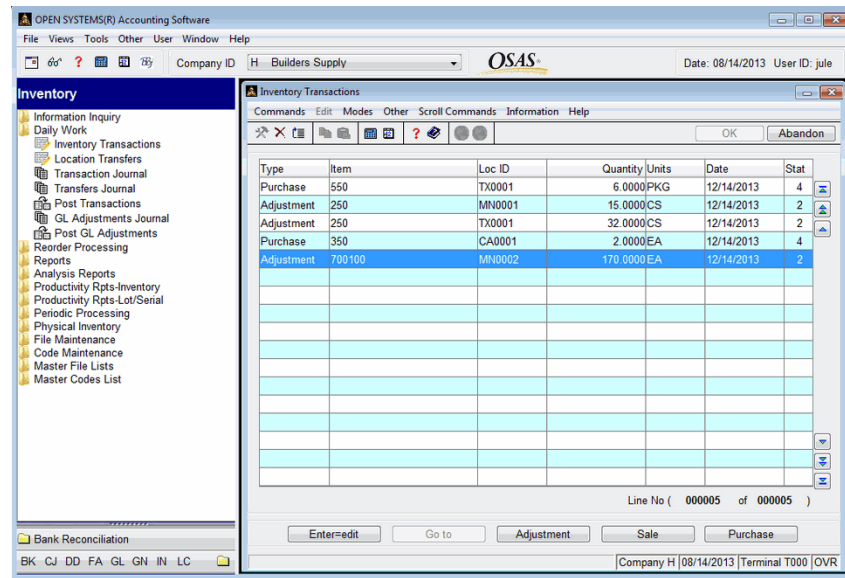 OPEN SYSTEMS(R) Accounting Software
File Views Tools Other User Window Help
Company ID H Builders Supply OSAS Date: 08/14/2013 User ID: jule
Inventory
Information Inquiry
Daily Work
Inventory Transactions
Location Transfers
Transaction Journal
Transfers Journal
Post Transactions
GL Adjustments Journal
Post GL Adjustments
Reorder Processing
Reports
Analysis Reports
Productivity Rpts-Inventory
Productivity Rpts-Lot/Serial
Periodic Processing
Physical Inventory
File Maintenance
Code Maintenance
Master File Lists
Master Codes List
Bank Reconciliation
BK CJ DD FA GL GN IN LC
Inventory Transactions
Commands Edit Modes Other Scroll Commands Information Help
OK Abandon
Type Item Loc ID Quantity Units Date Stat
Purchase 550 TX0001 6.0000 PKG 12/14/2013 4
Adjustment 250 MN0001 15.0000 CS 12/14/2013 2
Adjustment 250 TX0001 32.0000 CS 12/14/2013 2
Purchase 350 CA0001 2.0000 EA 12/14/2013 4
Adjustment 700100 MN0002 170.0000 EA 12/14/2013 2
Line No ( 000005 of 000005 )
Enter=edit Go to Adjustment Sale Purchase
Company H 08/14/2013 Terminal T000 OVR